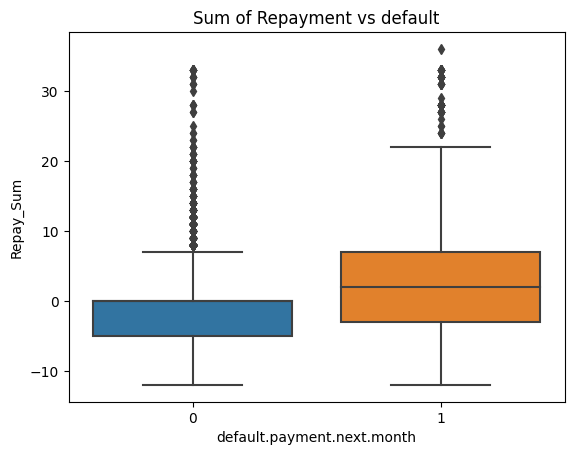 Sum of Repayment vs default
30
20
10
0
−10
Repay_Sum
0 1
default.payment.next.month